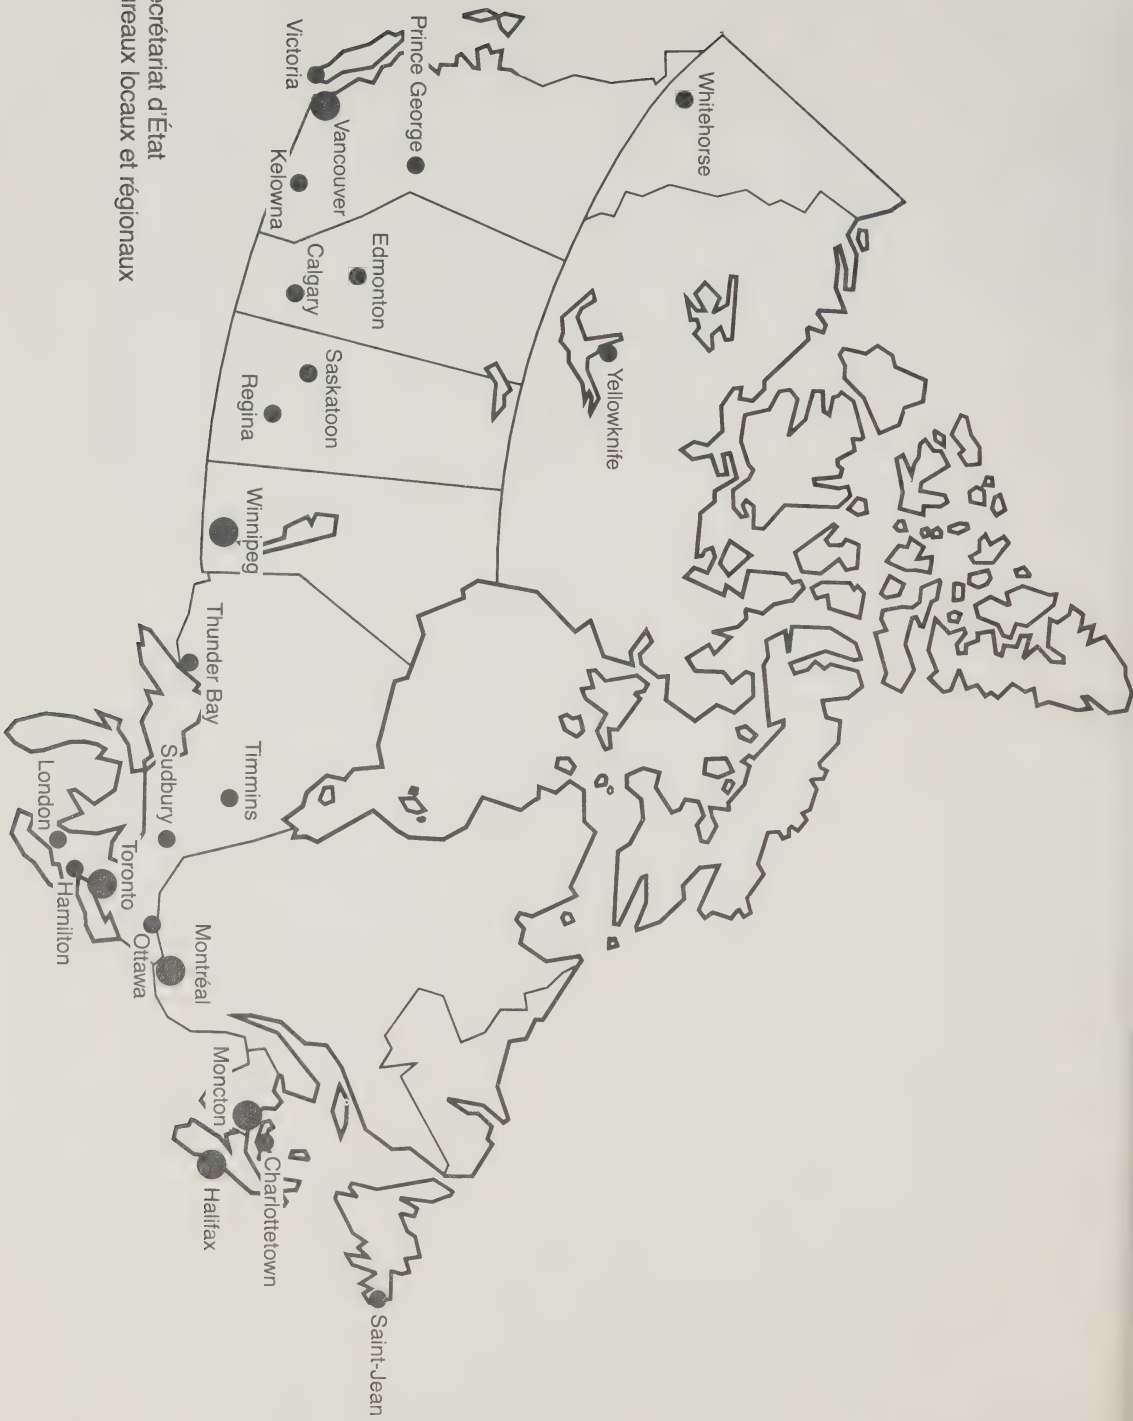 Whitehorse
Yellowknife
Prince George
Edmonton
Saint-Jean
Vancouver
Saskatoon
Calgary
Victoria
Kelowna
Charlottetown
Winnipeg
Timmins
Regina
Moncton
Thunder Bay
Halifax
Montréal
Sudbury
Ottawa
Toronto
Hamilton
London
ecrétariat d'État
ureaux locaux et régionaux